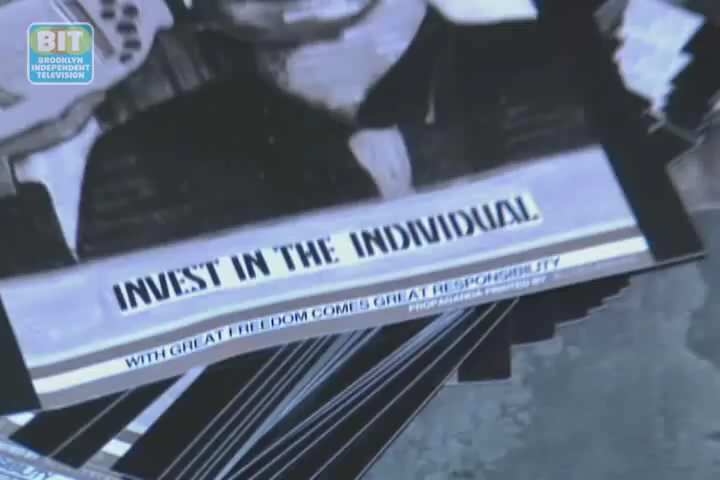 BIT
BROOKLYN
INDEPENDENT
TELEVISION
INVEST IN THE INDIVIDUAL
WITH GREAT FREEDOM COMES GREAT RESPONSIBILITY
PROPAGANDA PRINTED BY